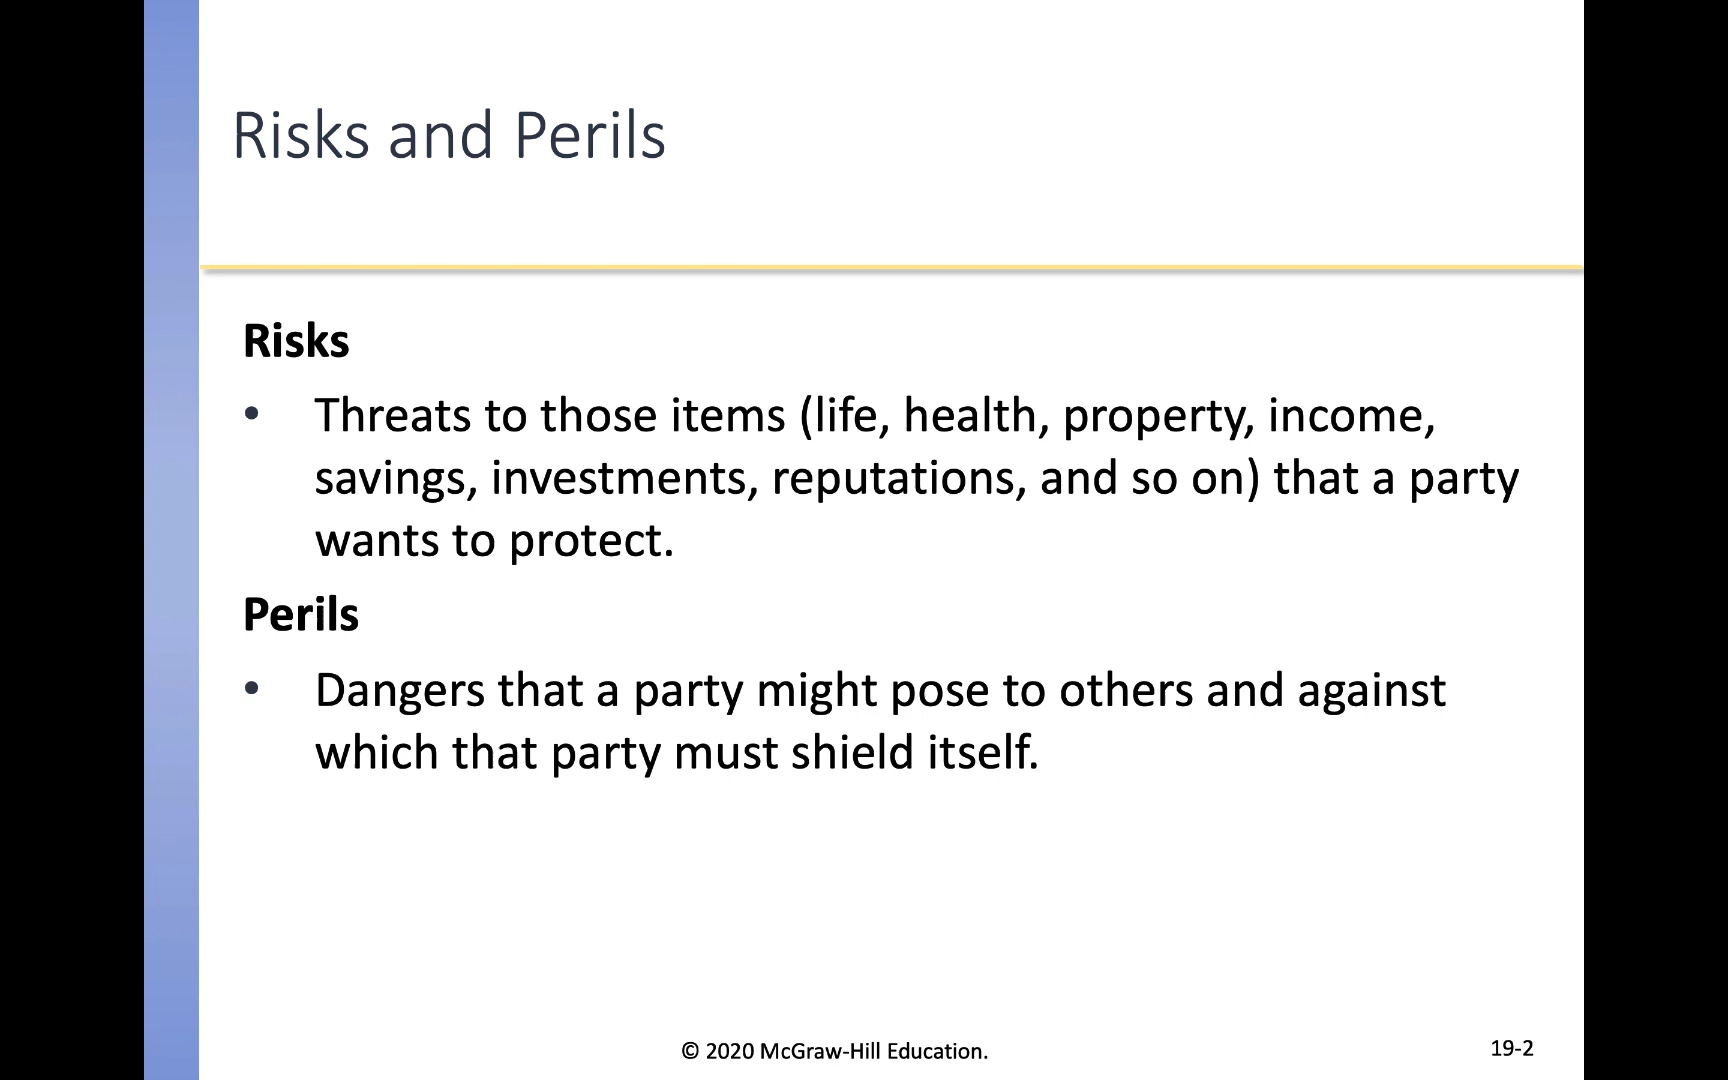 Risks and Perils
Risks
• Threats to those items (life, health, property, income,
savings, investments, reputations, and so on) that a party
wants to protect.
Perils
• Dangers that a party might pose to others and against
which that party must shield itself.
© 2020 McGraw-Hill Education.
19-2